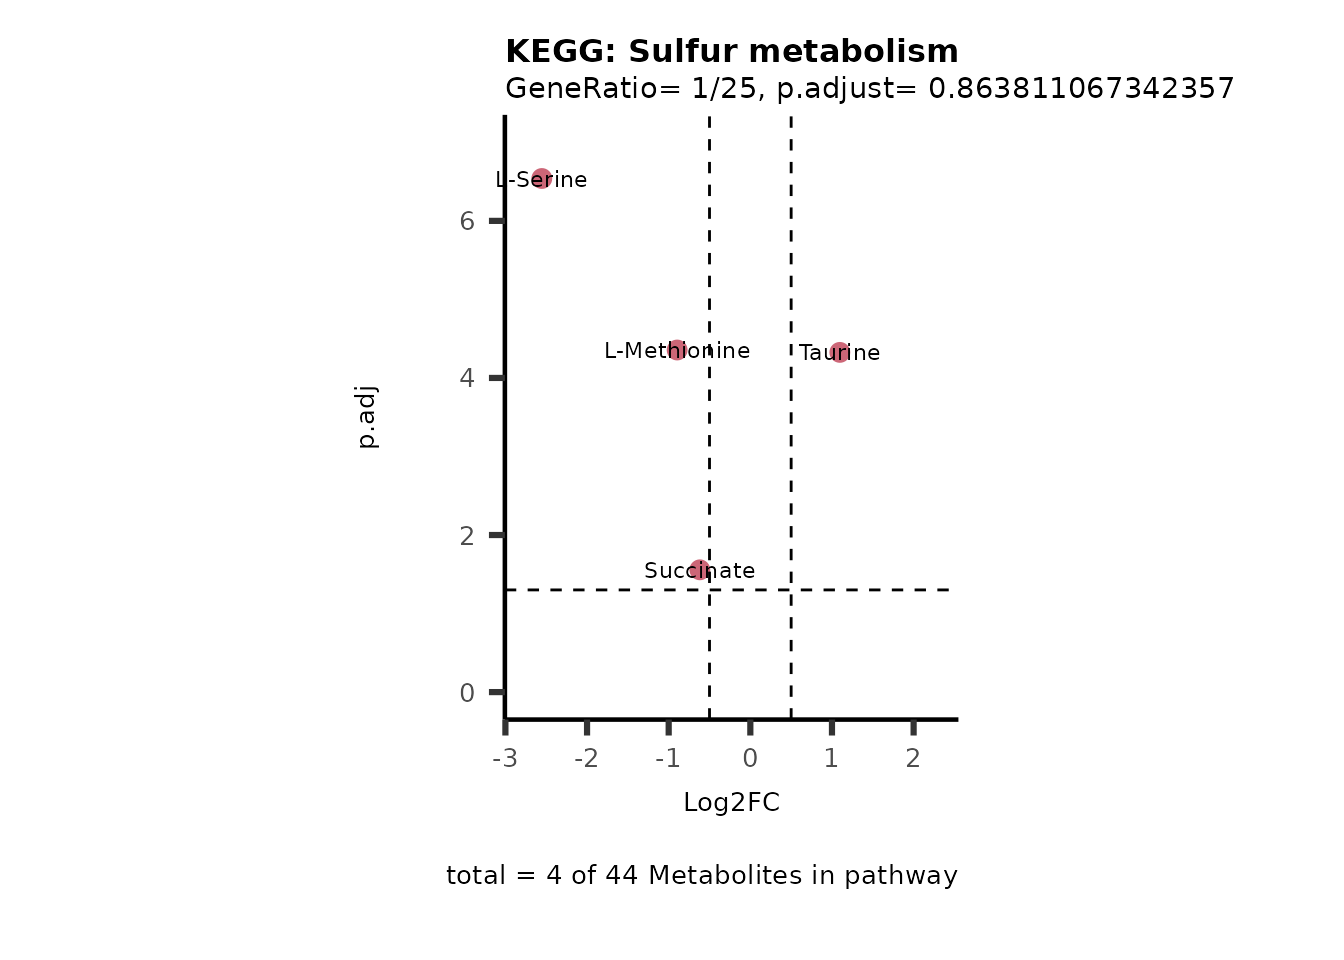 KEGG: Sulfur metabolism
GeneRatio= 1/25, p.adjust= 0.863811067342357
L-Serine
6
L-Methionine
Taurine
4
p.adj
2
Succinate
0
-3 -2 -1 0 1 2
Log2FC
total = 4 of 44 Metabolites in pathway